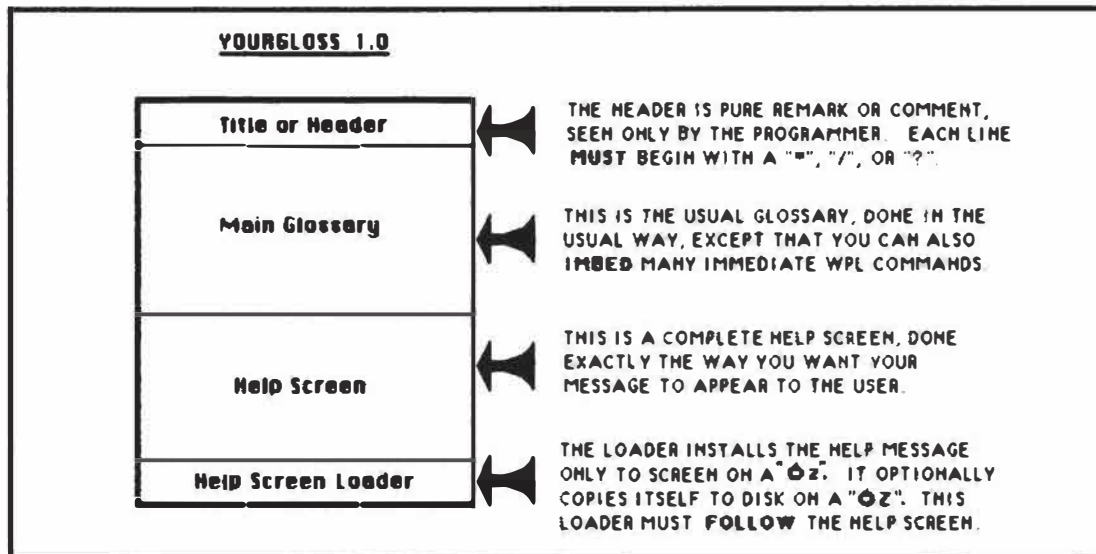 YOURGLOSS 1.0
Title or Header
THE HEADER IS PURE REMARK OR COMMENT,
SEEN ONLY BY THE PROGRAMMER. EACH LINE
MUST BEGIN WITH A "*", "/", OR "?".
Main Glossary
THIS IS THE USUAL GLOSSARY, DONE IN THE
USUAL WAY, EXCEPT THAT YOU CAN ALSO
IMBED MANY IMMEDIATE WPL COMMANDS.
Help Screen
THIS IS A COMPLETE HELP SCREEN, DONE
EXACTLY THE WAY YOU WANT YOUR
MESSAGE TO APPEAR TO THE USER.
Help Screen Loader
THE LOADER INSTALLS THE HELP MESSAGE
ONLY TO SCREEN ON A "z". IT OPTIONALLY
COPIES ITSELF TO DISK ON A "Z". THIS
LOADER MUST FOLLOW THE HELP SCREEN.